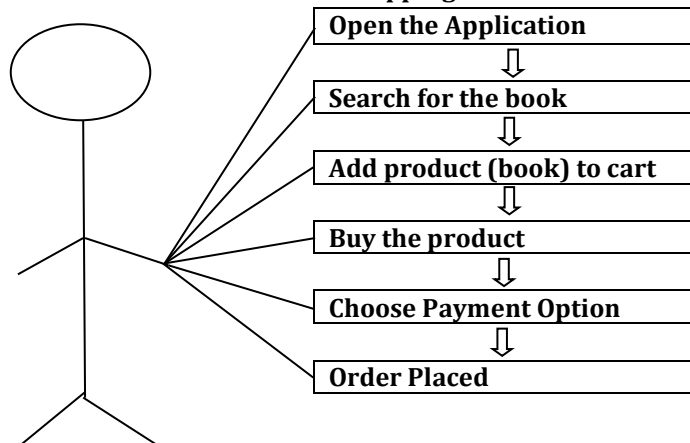 Open the Application
Search for the book
Add product (book) to cart
Buy the product
Choose Payment Option
Order Placed